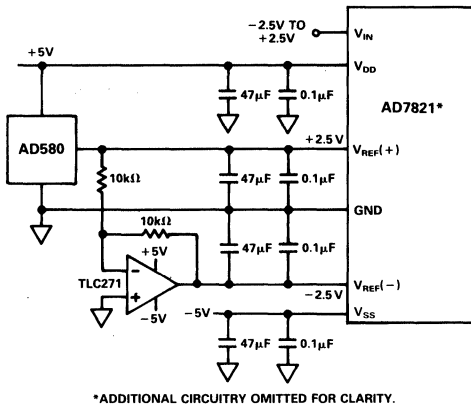 −2.5V TO
+2.5V
VIN
+5V
VDD
47μF
0.1μF
AD7821*
AD580
+2.5V
VREF(+)
10kΩ
47μF
0.1μF
GND
10kΩ
47μF
0.1μF
+5V
TLC271
−
+
−5V
−2.5V
VREF(−)
−5V
VSS
47μF
0.1μF
*ADDITIONAL CIRCUITRY OMITTED FOR CLARITY.